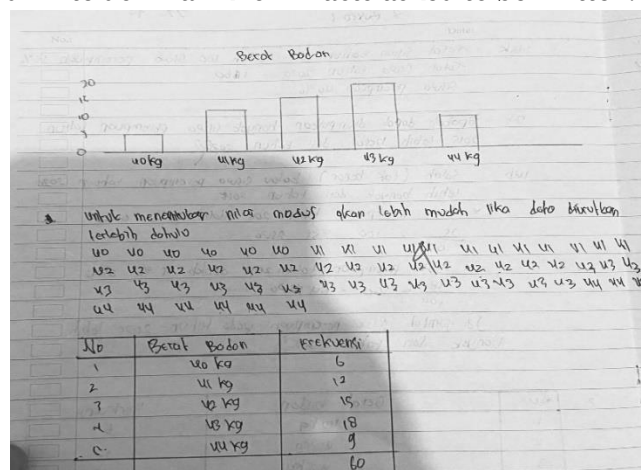 Berat Badan
20
15
10
5
0
40 kg 41 kg 42 kg 43 kg 44 kg
untuk menentukan nilai modus akan lebih mudah jika data diurutkan
terlebih dahulu
40 40 40 40 40 40 41 41 41 41 41 41 41 41 41 41 41
42 42 42 42 42 42 42 42 42 42 42 42 42 42 42 43 43
43 43 43 43 43 43 43 43 43 43 43 43 43 43 44 44
44 44 44 44 44 44
No Berat Badan Frekuensi
1 40 kg 6
2 41 kg 12
3 42 kg 15
4 43 kg 18
5. 44 kg 9
60